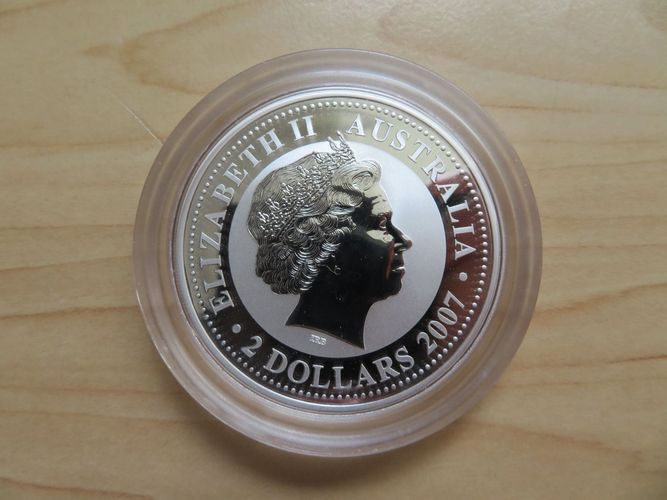 ELIZABETH II AUSTRALIA
• 2 DOLLARS 2007 •
IRB